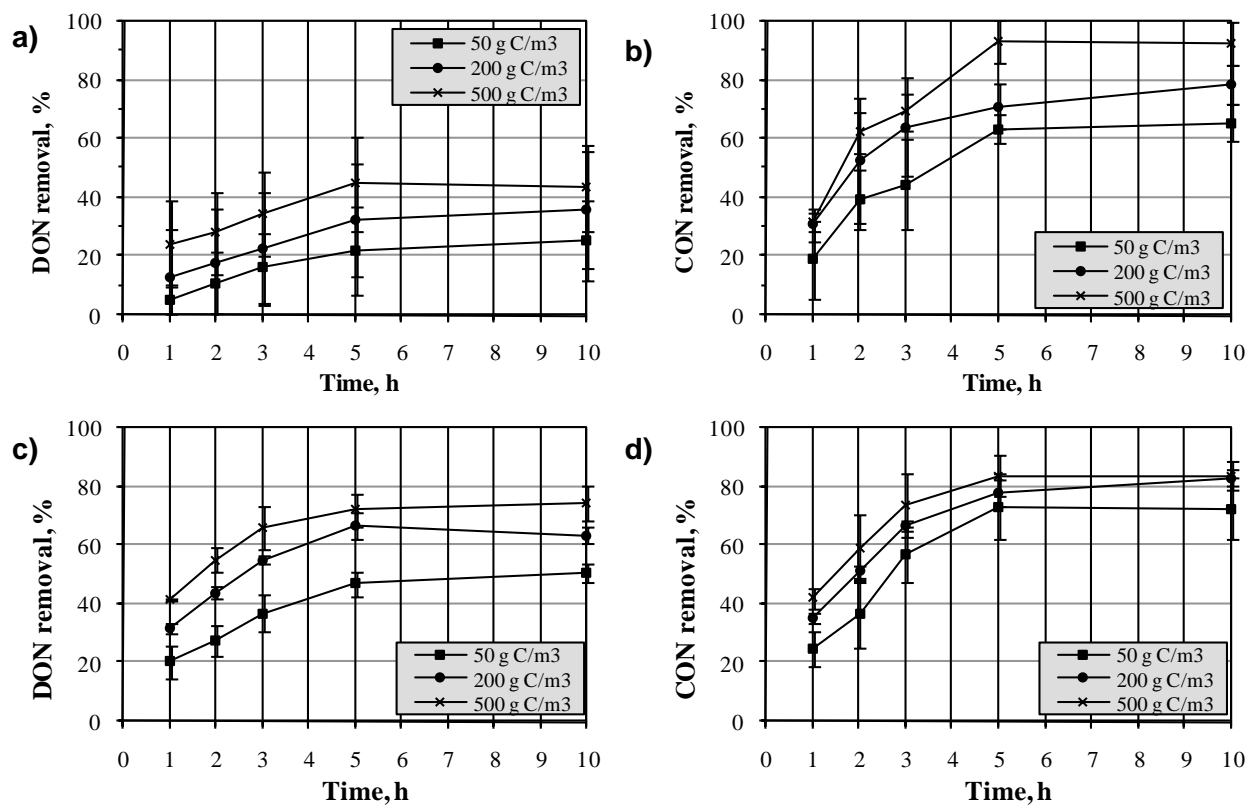 a)
DON removal, %
100
80
60
40
20
0
50 g C/m3
200 g C/m3
500 g C/m3
0 1 2 3 4 5 6 7 8 9 10
Time, h
b)
CON removal, %
100
80
60
40
20
0
50 g C/m3
200 g C/m3
500 g C/m3
0 1 2 3 4 5 6 7 8 9 10
Time, h
c)
DON removal, %
100
80
60
40
20
0
50 g C/m3
200 g C/m3
500 g C/m3
0 1 2 3 4 5 6 7 8 9 10
Time, h
d)
CON removal, %
100
80
60
40
20
0
50 g C/m3
200 g C/m3
500 g C/m3
0 1 2 3 4 5 6 7 8 9 10
Time, h